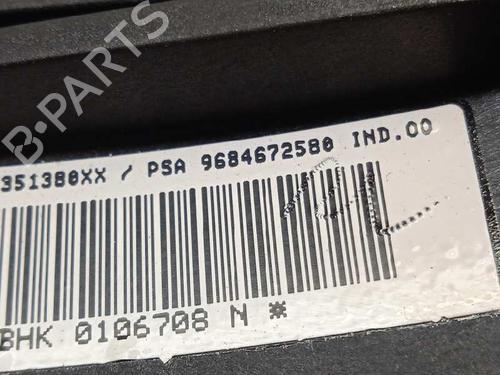 351380XX / PSA 9684672580 IND.00
BHK 0106708 N *
B-PARTS